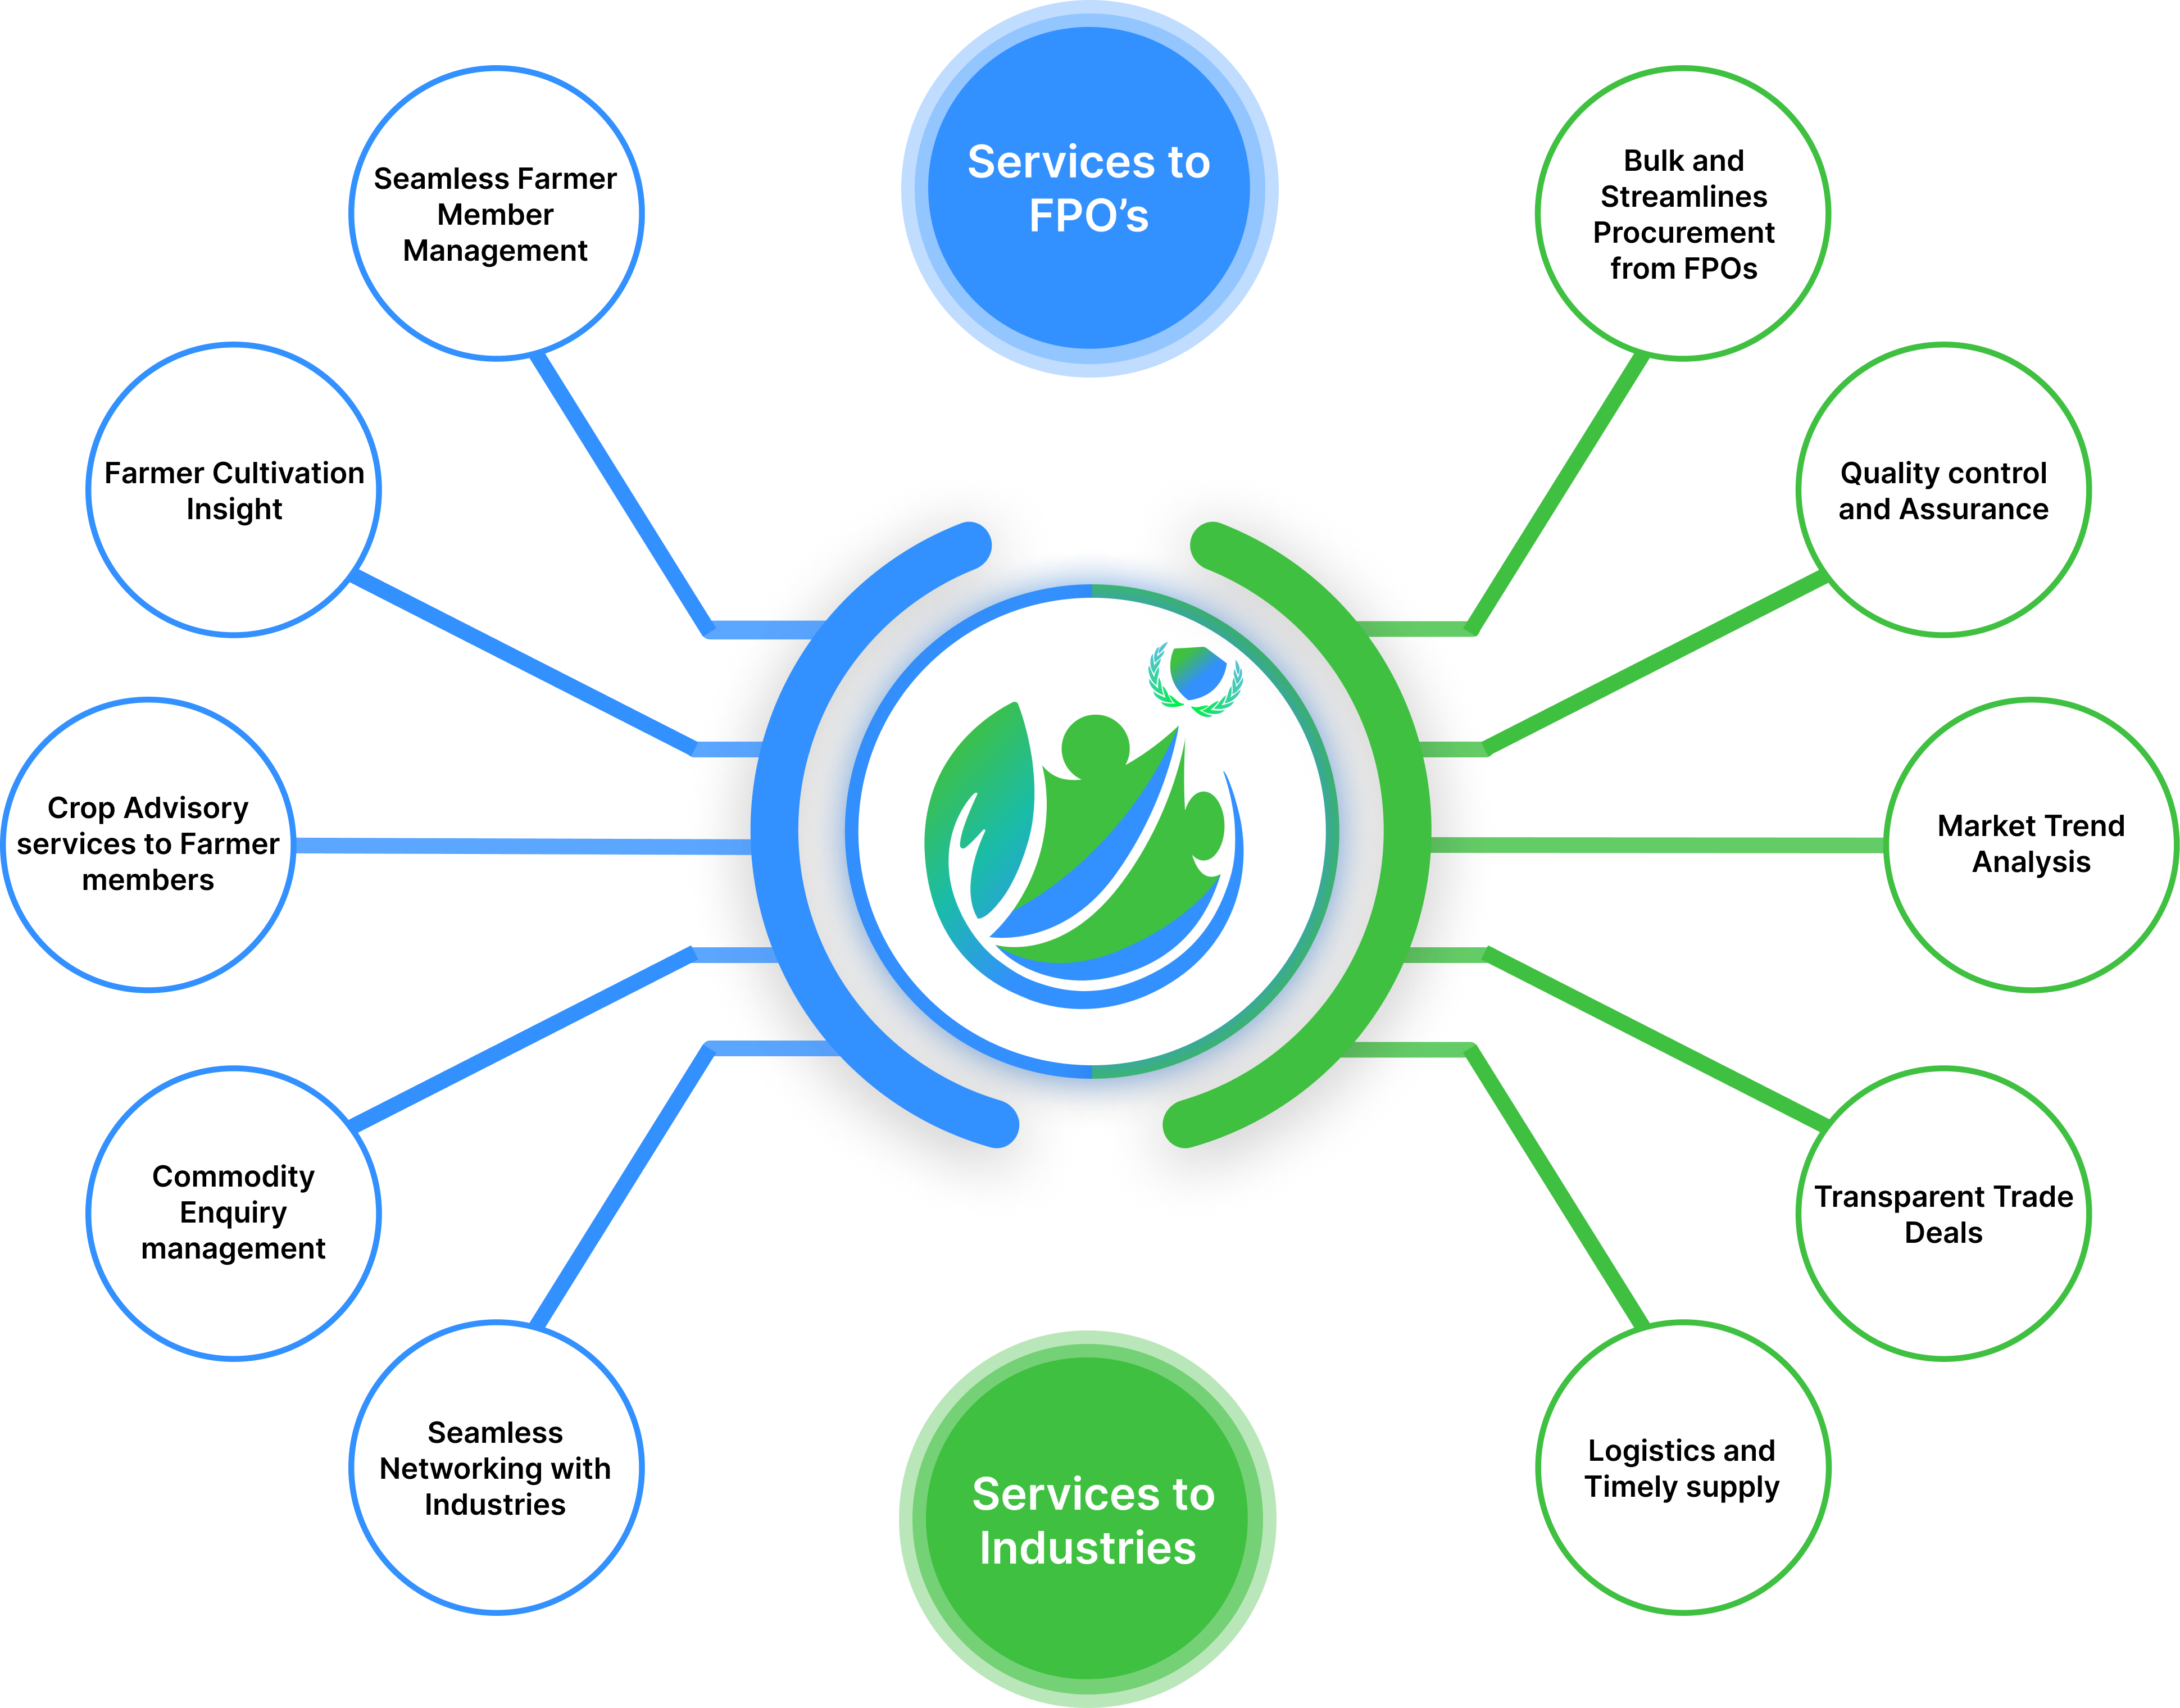 Services to
FPO’s
Seamless Farmer
Member
Management
Farmer Cultivation
Insight
Crop Advisory
services to Farmer
members
Commodity
Enquiry
management
Seamless
Networking with
Industries
Bulk and
Streamlines
Procurement
from FPOs
Quality control
and Assurance
Market Trend
Analysis
Transparent Trade
Deals
Logistics and
Timely supply
Services to
Industries